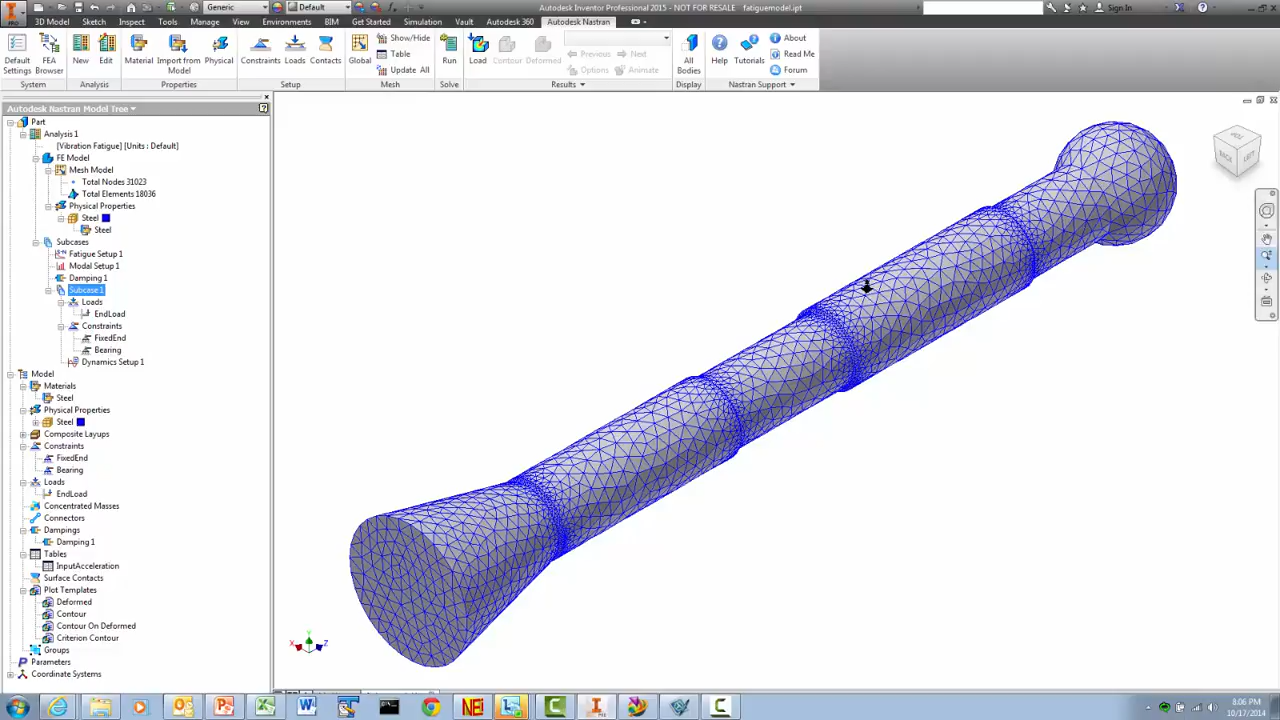 Generic
Default
Autodesk Inventor Professional 2015 - NOT FOR RESALE fatiguemodel.ipt
Sign In
PRO
3D Model Sketch Inspect Tools Manage View Environments BIM Get Started Simulation Vault Autodesk 360 Autodesk Nastran
Default Settings
FEA Browser
New
Edit
Material
Import from Model
Physical
Constraints
Loads
Contacts
Global
Show/Hide
Table
Update All
Run
Load
Contour
Deformed
Previous
Next
Options
Animate
All Bodies
Help
Tutorials
About
Read Me
Forum
System
Analysis
Properties
Setup
Mesh
Solve
Results
Display
Nastran Support
Autodesk Nastran Model Tree
Part
Analysis 1
[Vibration Fatigue] [Units : Default]
FE Model
Mesh Model
Total Nodes 31023
Total Elements 18036
Physical Properties
Steel
Steel
Subcases
Fatigue Setup 1
Modal Setup 1
Damping 1
Subcase 1
Loads
EndLoad
Constraints
FixedEnd
Bearing
Dynamics Setup 1
Model
Materials
Steel
Physical Properties
Steel
Composite Layups
Constraints
FixedEnd
Bearing
Loads
EndLoad
Concentrated Masses
Connectors
Dampings
Damping 1
Tables
InputAcceleration
Surface Contacts
Plot Templates
Deformed
Contour
Contour On Deformed
Criterion Contour
Groups
Parameters
Coordinate Systems
BACK
LEFT
Y
X
Z
NEi
8:06 PM
10/17/2014